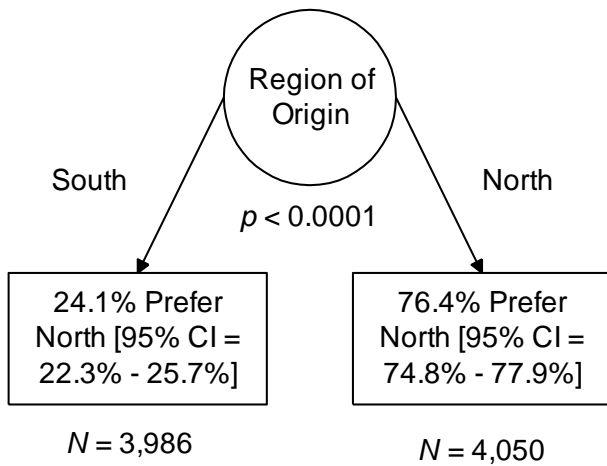 Region of
Origin
South
North
p < 0.0001
24.1% Prefer
North [95% CI =
22.3% - 25.7%]
76.4% Prefer
North [95% CI =
74.8% - 77.9%]
N = 3,986
N = 4,050